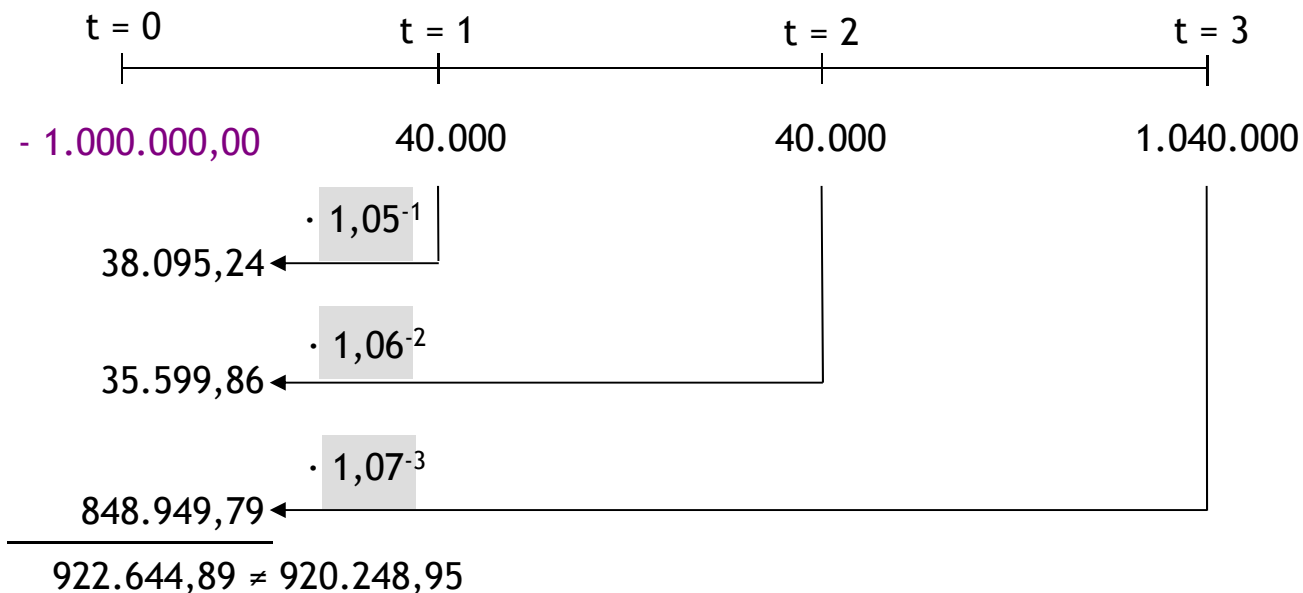 t = 0 t = 1 t = 2 t = 3
- 1.000.000,00 40.000 40.000 1.040.000
· 1,05⁻¹
38.095,24
· 1,06⁻²
35.599,86
· 1,07⁻³
848.949,79
922.644,89 ≠ 920.248,95